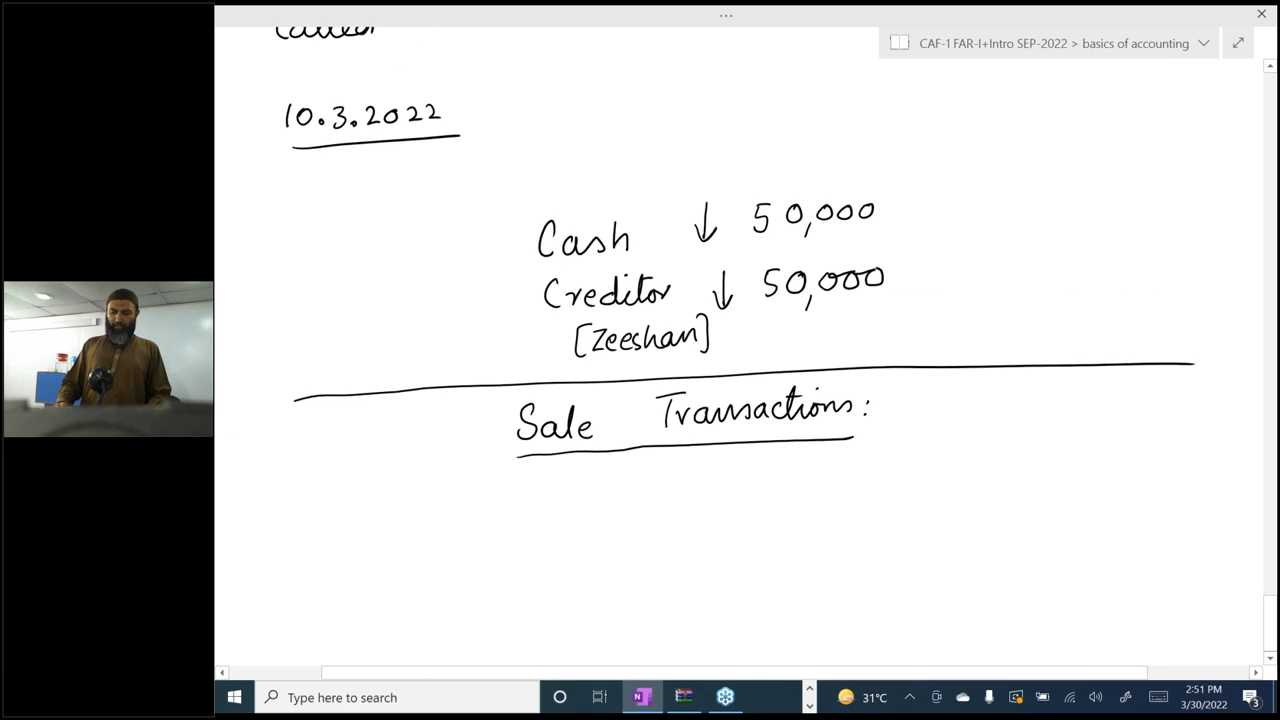 ...
CAF-1 FAR-I+Intro SEP-2022 > basics of accounting
10.3.2022
Cash ↓ 50,000
Creditor ↓ 50,000
[Zeeshan]
Sale Transactions:
Type here to search
31°C
2:51 PM
3/30/2022
3